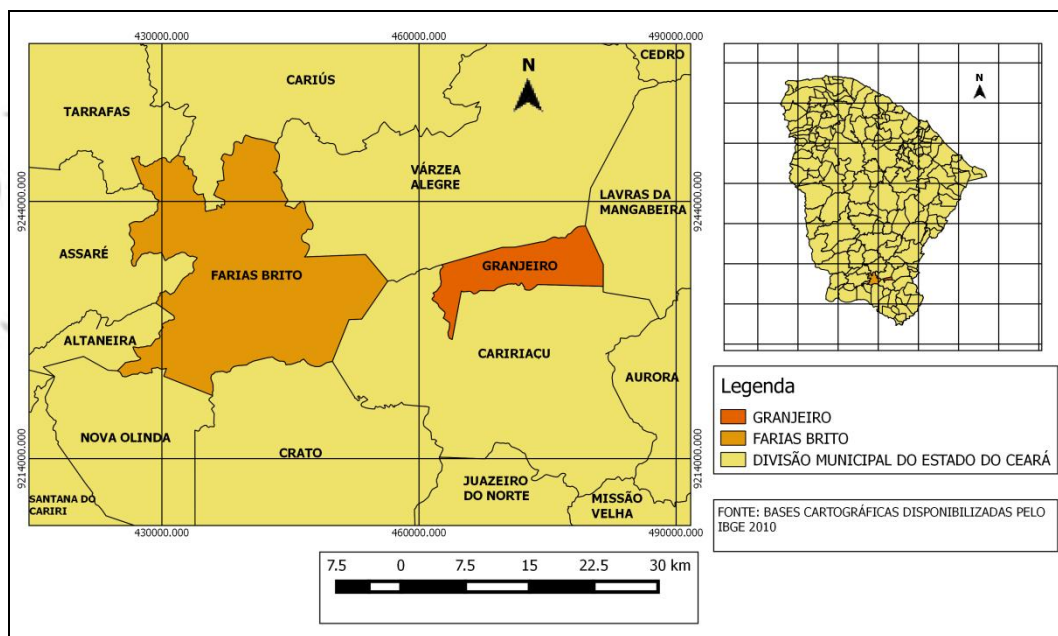 430000.000
460000.000
490000.000
CEDRO
CARIÚS
N
TARRAFAS
VÁRZEA
ALEGRE
LAVRAS DA
MANGABEIRA
9244000.000
9244000.000
ASSARÉ
FARIAS BRITO
GRANJEIRO
ALTANEIRA
CARIRIAÇU
AURORA
NOVA OLINDA
CRATO
9214000.000
9214000.000
JUAZEIRO
DO NORTE
MISSÃO
VELHA
SANTANA DO
CARIRI
430000.000
460000.000
490000.000
7.5 0 7.5 15 22.5 30 km
N
Legenda
GRANJEIRO
FARIAS BRITO
DIVISÃO MUNICIPAL DO ESTADO DO CEARÁ
FONTE: BASES CARTOGRÁFICAS DISPONIBILIZADAS PELO
IBGE 2010